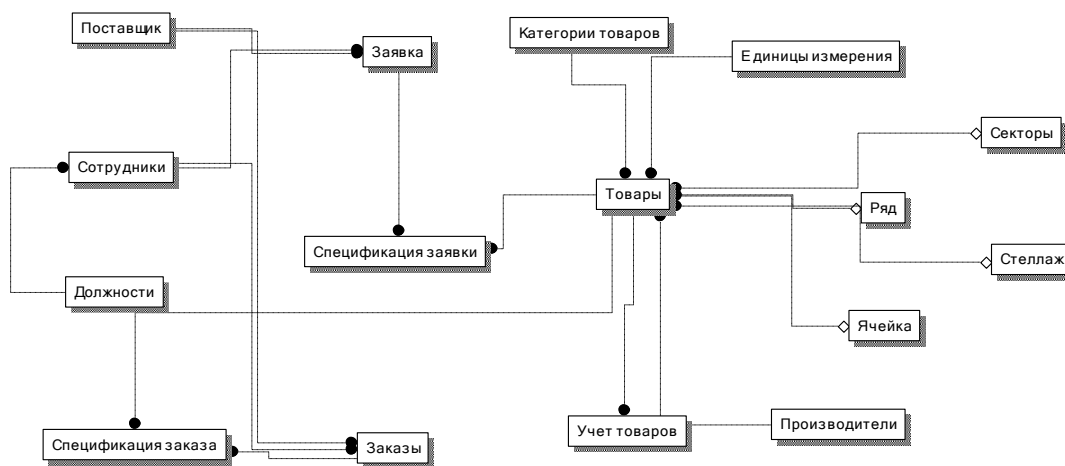 Поставщик
Заявка
Категории товаров
Единицы измерения
Секторы
Сотрудники
Товары
Ряд
Спецификация заявки
Стеллаж
Должности
Ячейка
Учет товаров
Производители
Спецификация заказа
Заказы